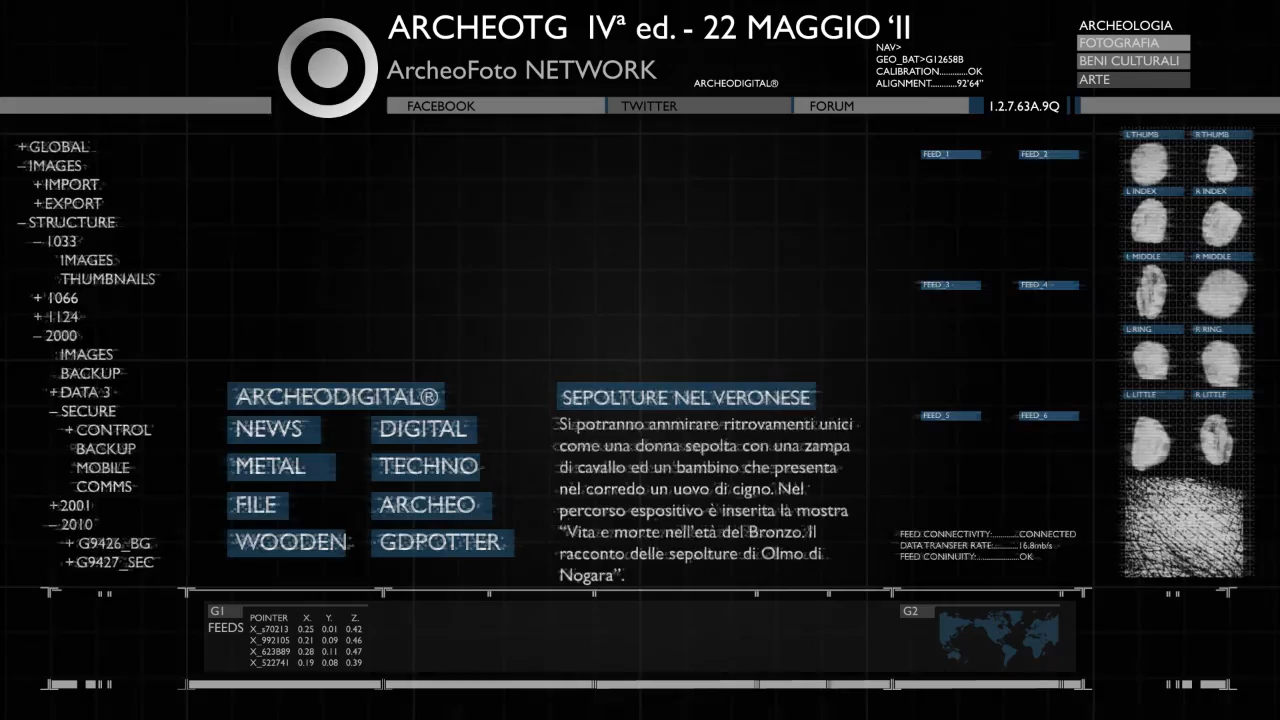 ARCHEOTG IVª ed. - 22 MAGGIO ‘II
ArcheoFoto NETWORK
ARCHEODIGITAL®
NAV>
GEO_BAT>G12658B
CALIBRATION............OK
ALIGNMENT..........92'64"
ARCHEOLOGIA
FOTOGRAFIA
BENI CULTURALI
ARTE
FACEBOOK
TWITTER
FORUM
1.2.7.63A.9Q
+GLOBAL
–IMAGES
+IMPORT
+EXPORT
–STRUCTURE
–1033
IMAGES
THUMBNAILS
+1066
+1124
–2000
IMAGES
BACKUP
+DATA 3
–SECURE
+CONTROL
BACKUP
MOBILE
COMMS
+2001
–2010
+ G9426_BG
+G9427_SEC
ARCHEODIGITAL®
NEWS DIGITAL
METAL TECHNO
FILE ARCHEO
WOODEN GDPOTTER
SEPOLTURE NEL VERONESE
Si potranno ammirare ritrovamenti unici
come una donna sepolta con una zampa
di cavallo ed un bambino che presenta
nel corredo un uovo di cigno. Nel
percorso espositivo è inserita la mostra
“Vita e morte nell'età del Bronzo. Il
racconto delle sepolture di Olmo di
Nogara”.
FEED_1 FEED_2
FEED_3 FEED_4
FEED_5 FEED_6
FEED CONNECTIVITY:..........CONNECTED
DATA TRANSFER RATE:..........16.8mb/s
FEED CONINUITY:..........OK
L THUMB R THUMB
L INDEX R INDEX
L MIDDLE R MIDDLE
L RING R RING
L LITTLE R LITTLE
G1
FEEDS
POINTER X. Y. Z.
X_s70213 0.25 0.01 0.42
X_992105 0.21 0.09 0.46
X_623B89 0.28 0.11 0.47
X_522741 0.19 0.08 0.39
G2